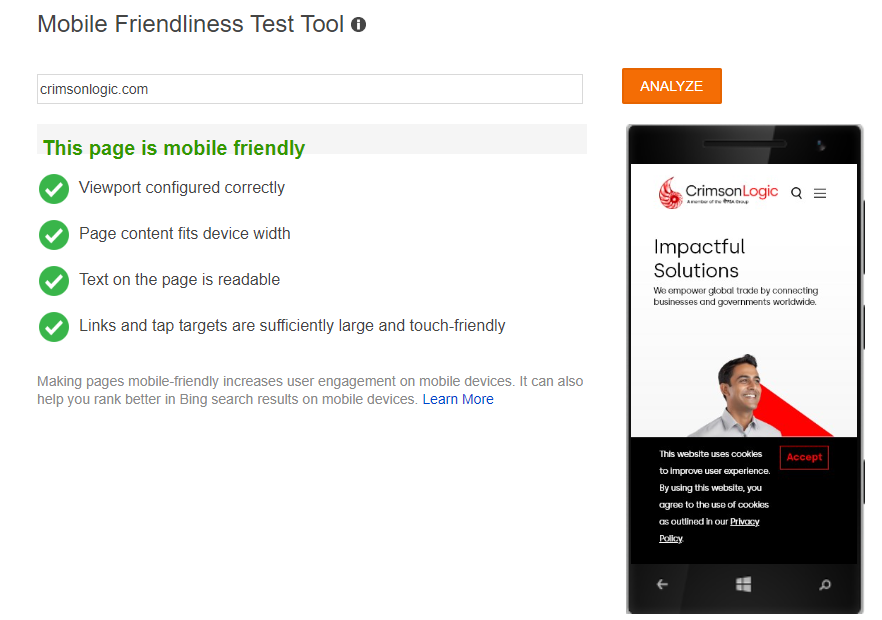 Mobile Friendliness Test Tool
crimsonlogic.com
ANALYZE
This page is mobile friendly
Viewport configured correctly
Page content fits device width
Text on the page is readable
Links and tap targets are sufficiently large and touch-friendly
Making pages mobile-friendly increases user engagement on mobile devices. It can also
help you rank better in Bing search results on mobile devices. Learn More
CrimsonLogic
A member of the PSA Group
Impactful
Solutions
We empower global trade by connecting
businesses and governments worldwide.
This website uses cookies
to improve user experience.
By using this website, you
agree to the use of cookies
as outlined in our Privacy
Policy.
Accept